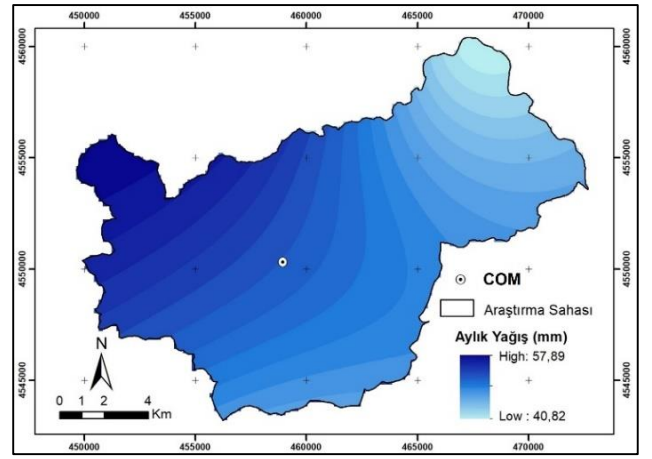 450000 455000 460000 465000 470000
4560000 4560000
4555000 4555000
4550000 4550000
COM
Araştırma Sahası
Aylık Yağış (mm)
High: 57,89
Low : 40,82
N
4545000 4545000
0 1 2 4
Km
450000 455000 460000 465000 470000